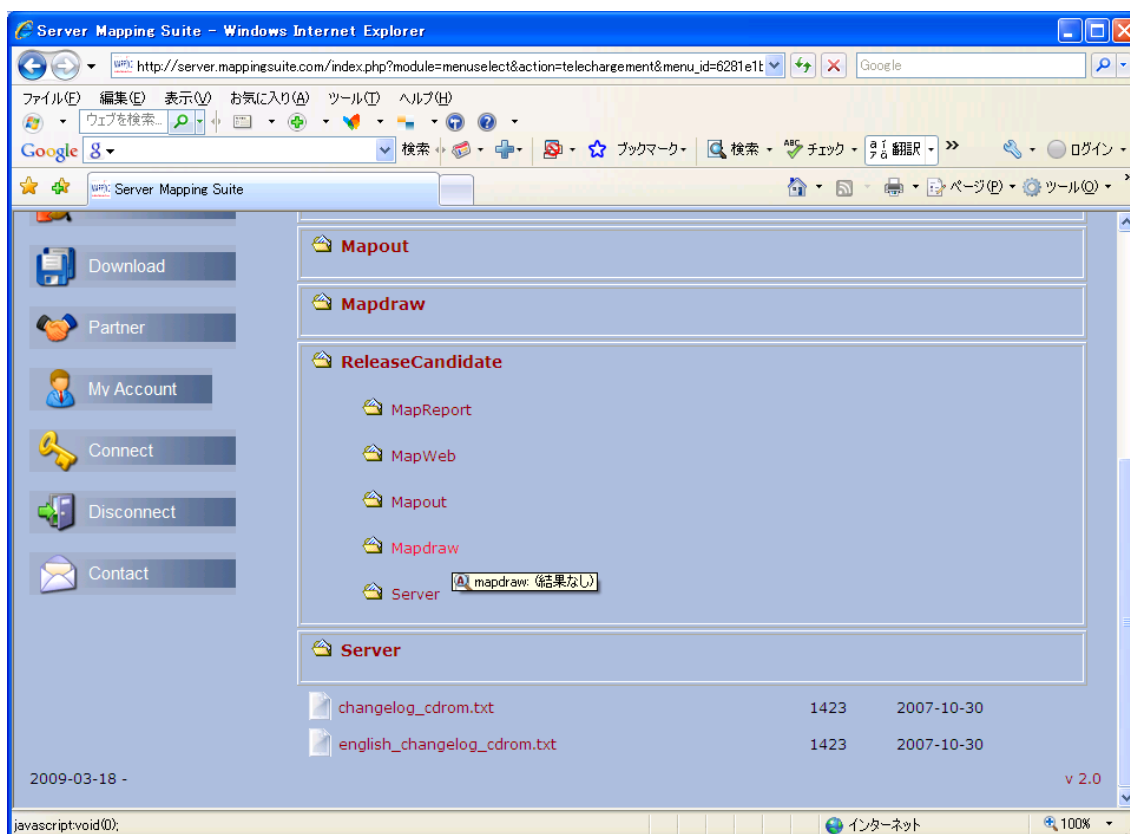 Server Mapping Suite - Windows Internet Explorer
http://server.mappingsuite.com/index.php?module=menuselect&action=telechargement&menu_id=6281e1t
Google
ファイル(F) 編集(E) 表示(V) お気に入り(A) ツール(T) ヘルプ(H)
ウェブを検索...
Google 検索 ブックマーク 検索 チェック 翻訳 ログイン
Server Mapping Suite ページ(P) ツール(O)
Mapout
Download
Mapdraw
Partner
ReleaseCandidate
My Account
MapReport
Connect
MapWeb
Disconnect
Mapout
Mapdraw
Contact
mapdraw: (結果なし)
Server
Server
changelog_cdrom.txt 1423 2007-10-30
english_changelog_cdrom.txt 1423 2007-10-30
2009-03-18 - v 2.0
javascript:void(0); インターネット 100%